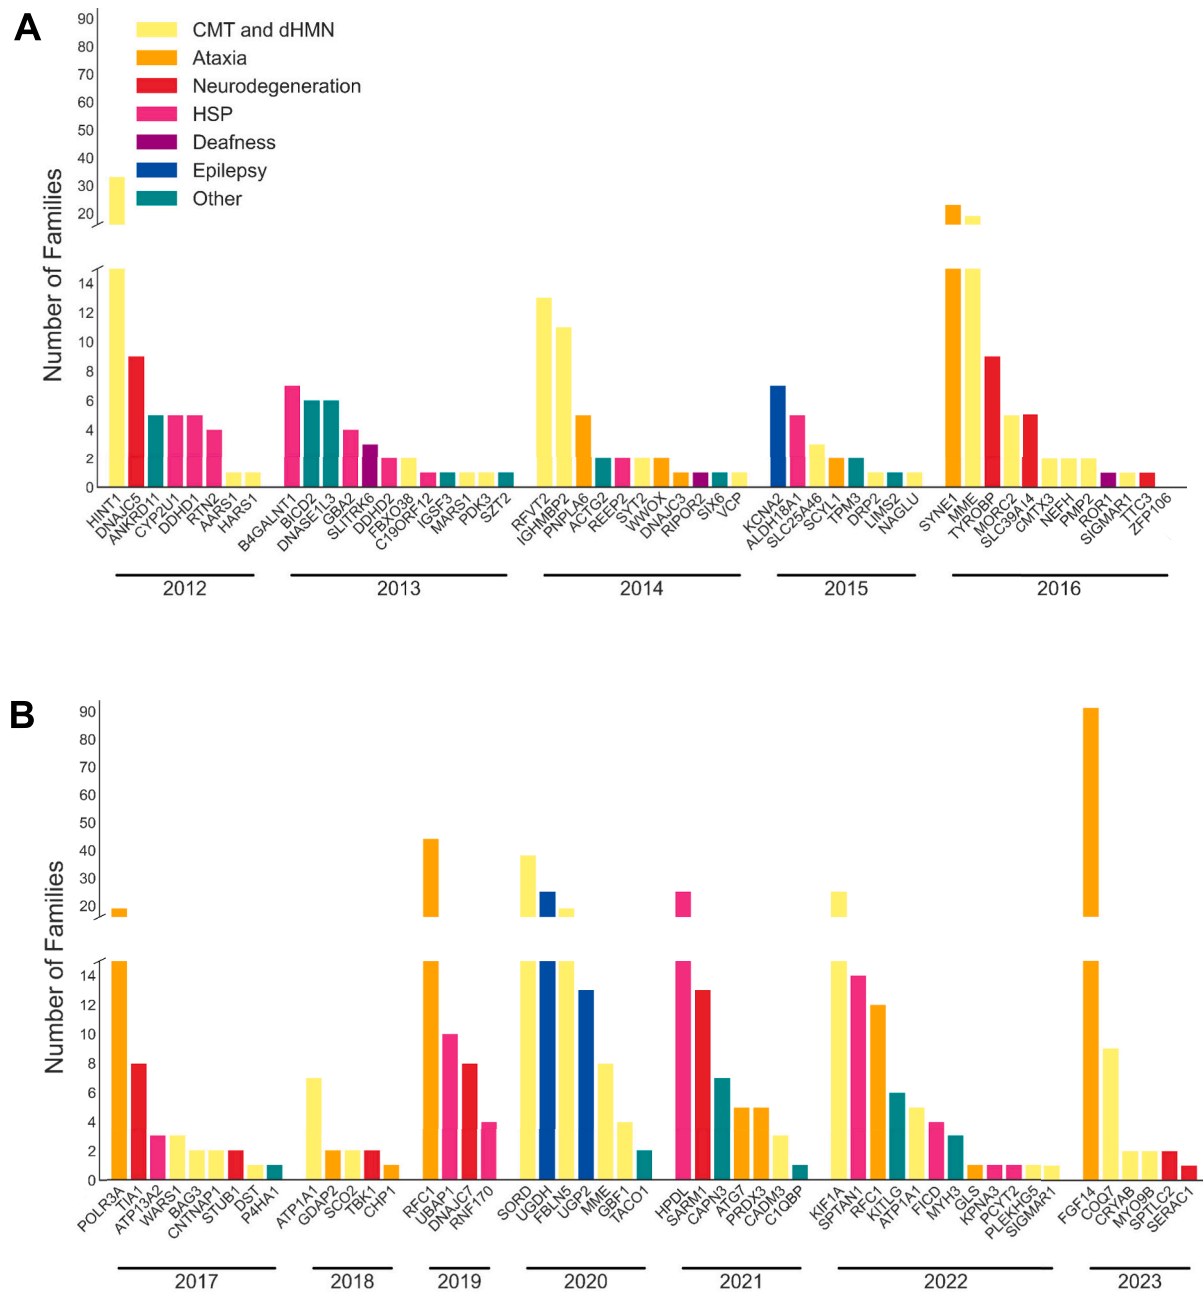 A
90
80
70
60
50
40
30
20
14
12
10
8
6
4
2
0
Number of Families
CMT and dHMN
Ataxia
Neurodegeneration
HSP
Deafness
Epilepsy
Other
HINT1
DNAJC5
ANKRD11
CYP2U1
DDHD1
RTN2
AARS1
HARS1
B4GALNT1
BICD2
DNASE1L3
GBA2
SLITRK6
DDHD2
FBXO38
C19ORF12
IGSF3
MARS1
PDK3
SZT2
RFVT2
IGHMBP2
PNPLA6
ACTG2
REEP2
SYT2
WWOX
DNAJC3
RIPOR2
SIX6
VCP
KCNA2
ALDH18A1
SLC25A46
SCYL1
TPM3
DRP2
LIMS2
NAGLU
SYNE1
MME
TYROBP
MORC2
SLC39A14
CMTX3
NEFH
PMP2
ROR1
SIGMAR1
TTC3
ZFP106
2012
2013
2014
2015
2016
B
90
80
70
60
50
40
30
20
14
12
10
8
6
4
2
0
Number of Families
POLR3A
TIA1
ATP13A2
WARS1
BAG3
CNTNAP1
STUB1
DST
P4HA1
ATP1A1
GDAP2
SCO2
TBK1
CHP1
RFC1
UBAP1
DNAJC7
RNF170
SORD
UGDH
FBLN5
UGP2
MME
GBF1
TACO1
HPDL
SARM1
CAPN3
ATG7
PRDX3
CADM3
C1QBP
KIF1A
SPTAN1
RFC1
KITLG
ATP1A1
FICD
MYH3
GLS
KPNA3
PCYT2
PLEKHG5
SIGMAR1
FGF14
COQ7
CRYAB
MYO9B
SPTLC2
SERAC1
2017
2018
2019
2020
2021
2022
2023